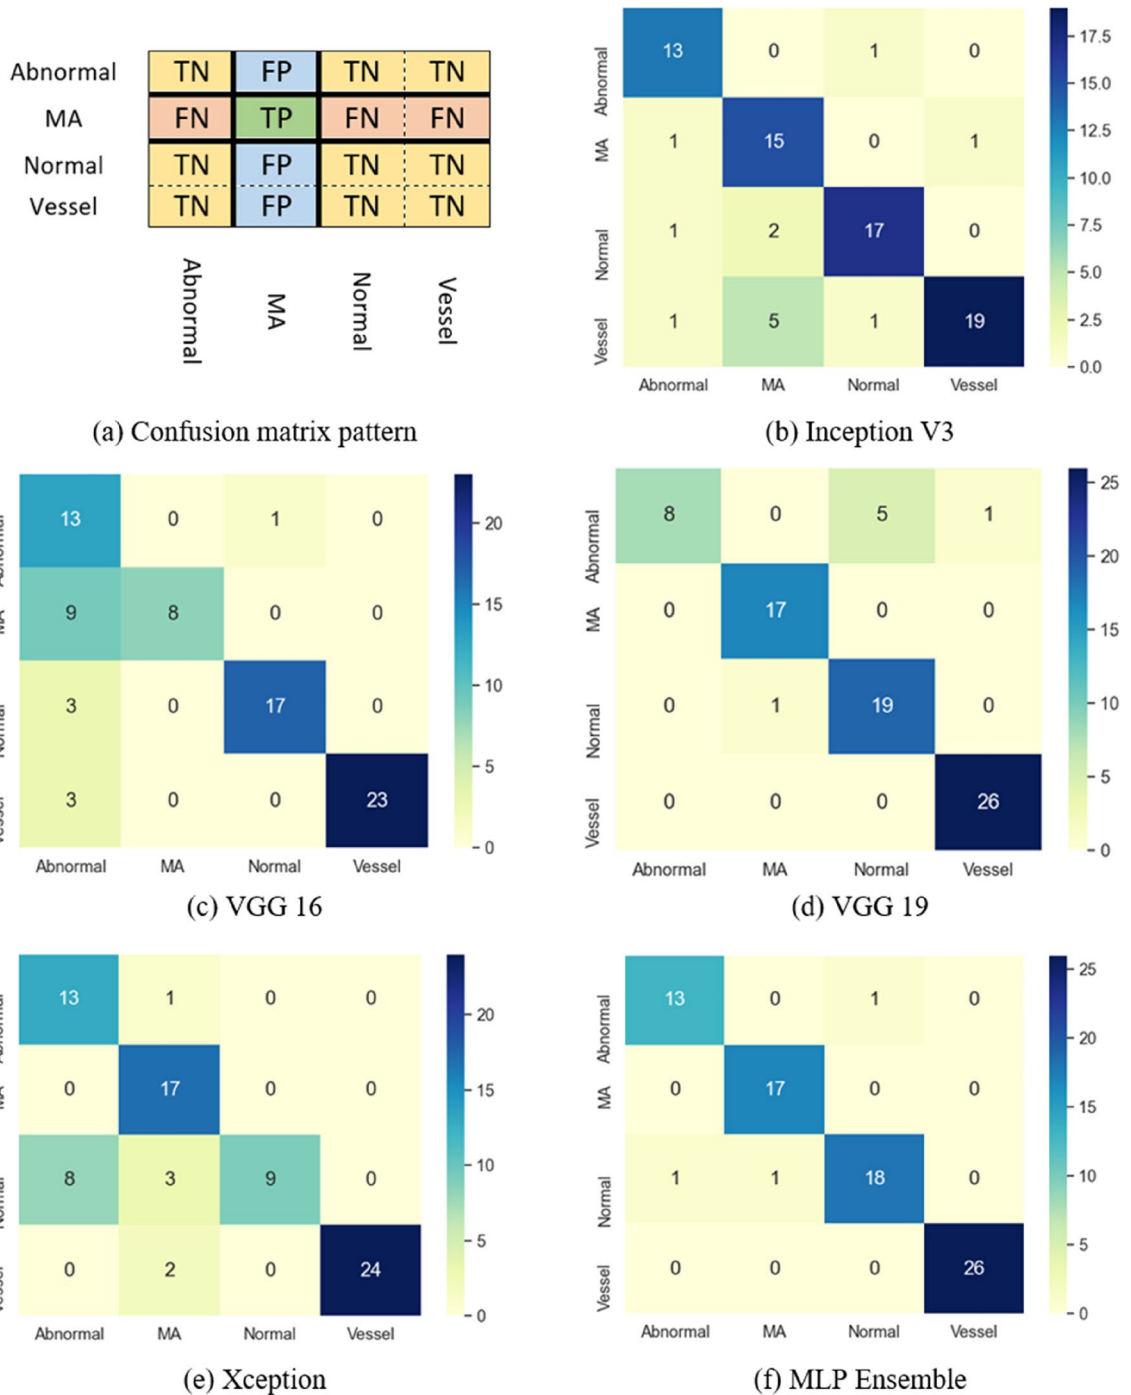 Abnormal TN FP TN TN
MA FN TP FN FN
Normal TN FP TN TN
Vessel TN FP TN TN
Abnormal MA Normal Vessel
(a) Confusion matrix pattern
Abnormal 13 0 1 0
MA 1 15 0 1
Normal 1 2 17 0
Vessel 1 5 1 19
Abnormal MA Normal Vessel
17.5
15.0
12.5
10.0
7.5
5.0
2.5
0.0
(b) Inception V3
Abnormal 13 0 1 0
MA 9 8 0 0
Normal 3 0 17 0
Vessel 3 0 0 23
Abnormal MA Normal Vessel
20
15
10
5
0
(c) VGG 16
Abnormal 8 0 5 1
MA 0 17 0 0
Normal 0 1 19 0
Vessel 0 0 0 26
Abnormal MA Normal Vessel
25
20
15
10
5
0
(d) VGG 19
Abnormal 13 1 0 0
MA 0 17 0 0
Normal 8 3 9 0
Vessel 0 2 0 24
Abnormal MA Normal Vessel
20
15
10
5
0
(e) Xception
Abnormal 13 0 1 0
MA 0 17 0 0
Normal 1 1 18 0
Vessel 0 0 0 26
Abnormal MA Normal Vessel
25
20
15
10
5
0
(f) MLP Ensemble